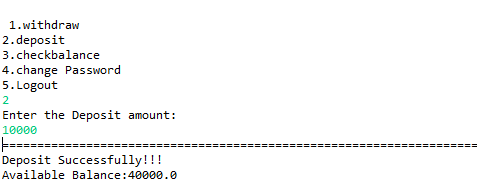 1.withdraw
2.deposit
3.checkbalance
4.change Password
5.Logout
2
Enter the Deposit amount:
10000
====================================================================
Deposit Successfully!!!
Available Balance:40000.0